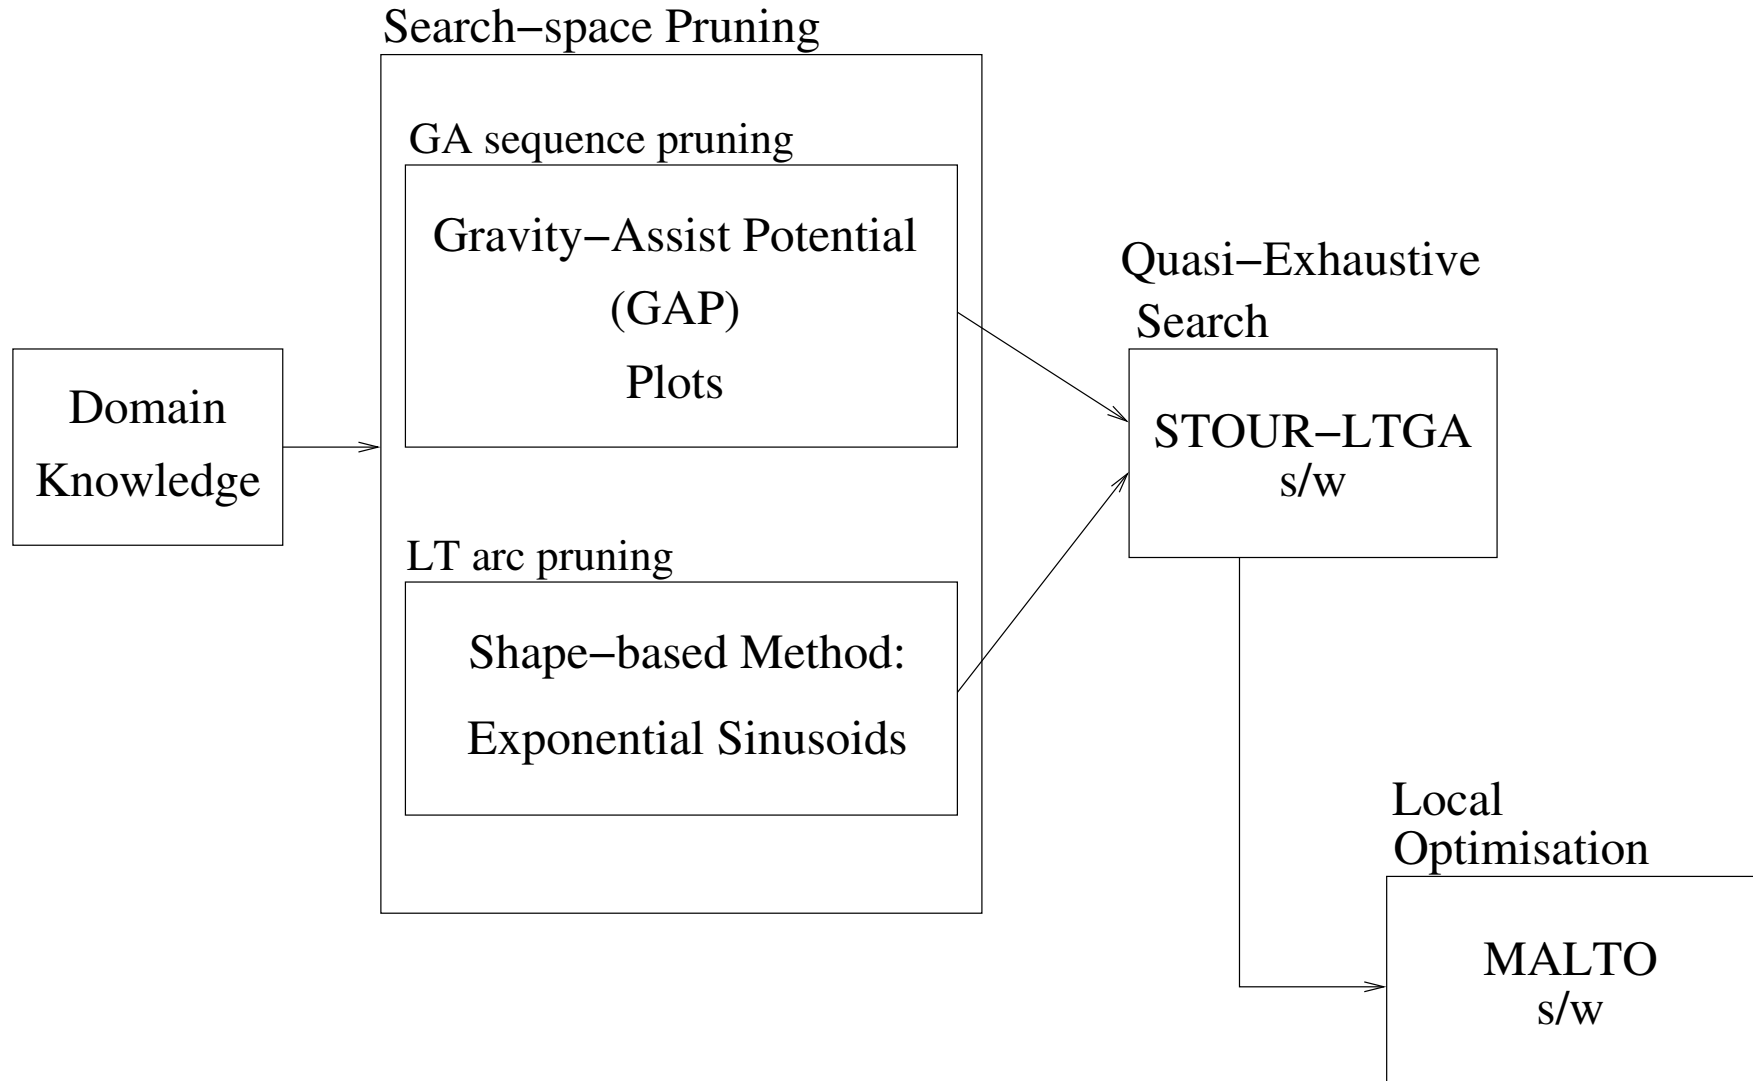 Search−space Pruning
GA sequence pruning
Gravity−Assist Potential
(GAP)
Plots
Domain
Knowledge
LT arc pruning
Shape−based Method:
Exponential Sinusoids
Quasi−Exhaustive
Search
STOUR−LTGA
s/w
Local
Optimisation
MALTO
s/w